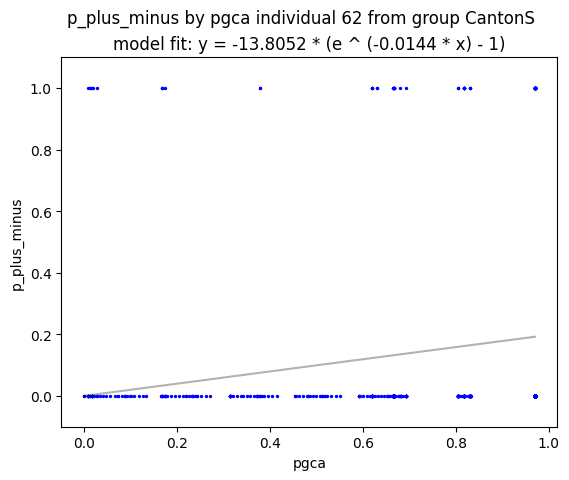 p_plus_minus by pgca individual 62 from group CantonS
model fit: y = -13.8052 * (e ^ (-0.0144 * x) - 1)
1.0
0.8
0.6
0.4
0.2
0.0
p_plus_minus
0.0 0.2 0.4 0.6 0.8 1.0
pgca